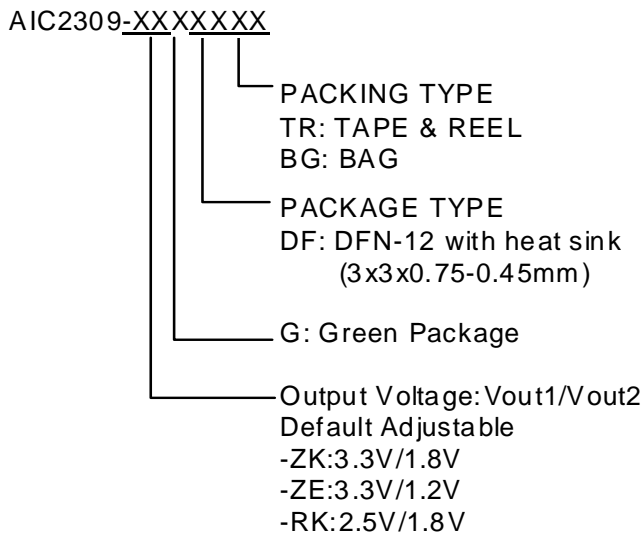 AIC2309-XXXXXXX
PACKING TYPE
TR: TAPE & REEL
BG: BAG
PACKAGE TYPE
DF: DFN-12 with heat sink
(3x3x0.75-0.45mm)
G: Green Package
Output Voltage: Vout1/Vout2
Default Adjustable
-ZK:3.3V/1.8V
-ZE:3.3V/1.2V
-RK:2.5V/1.8V